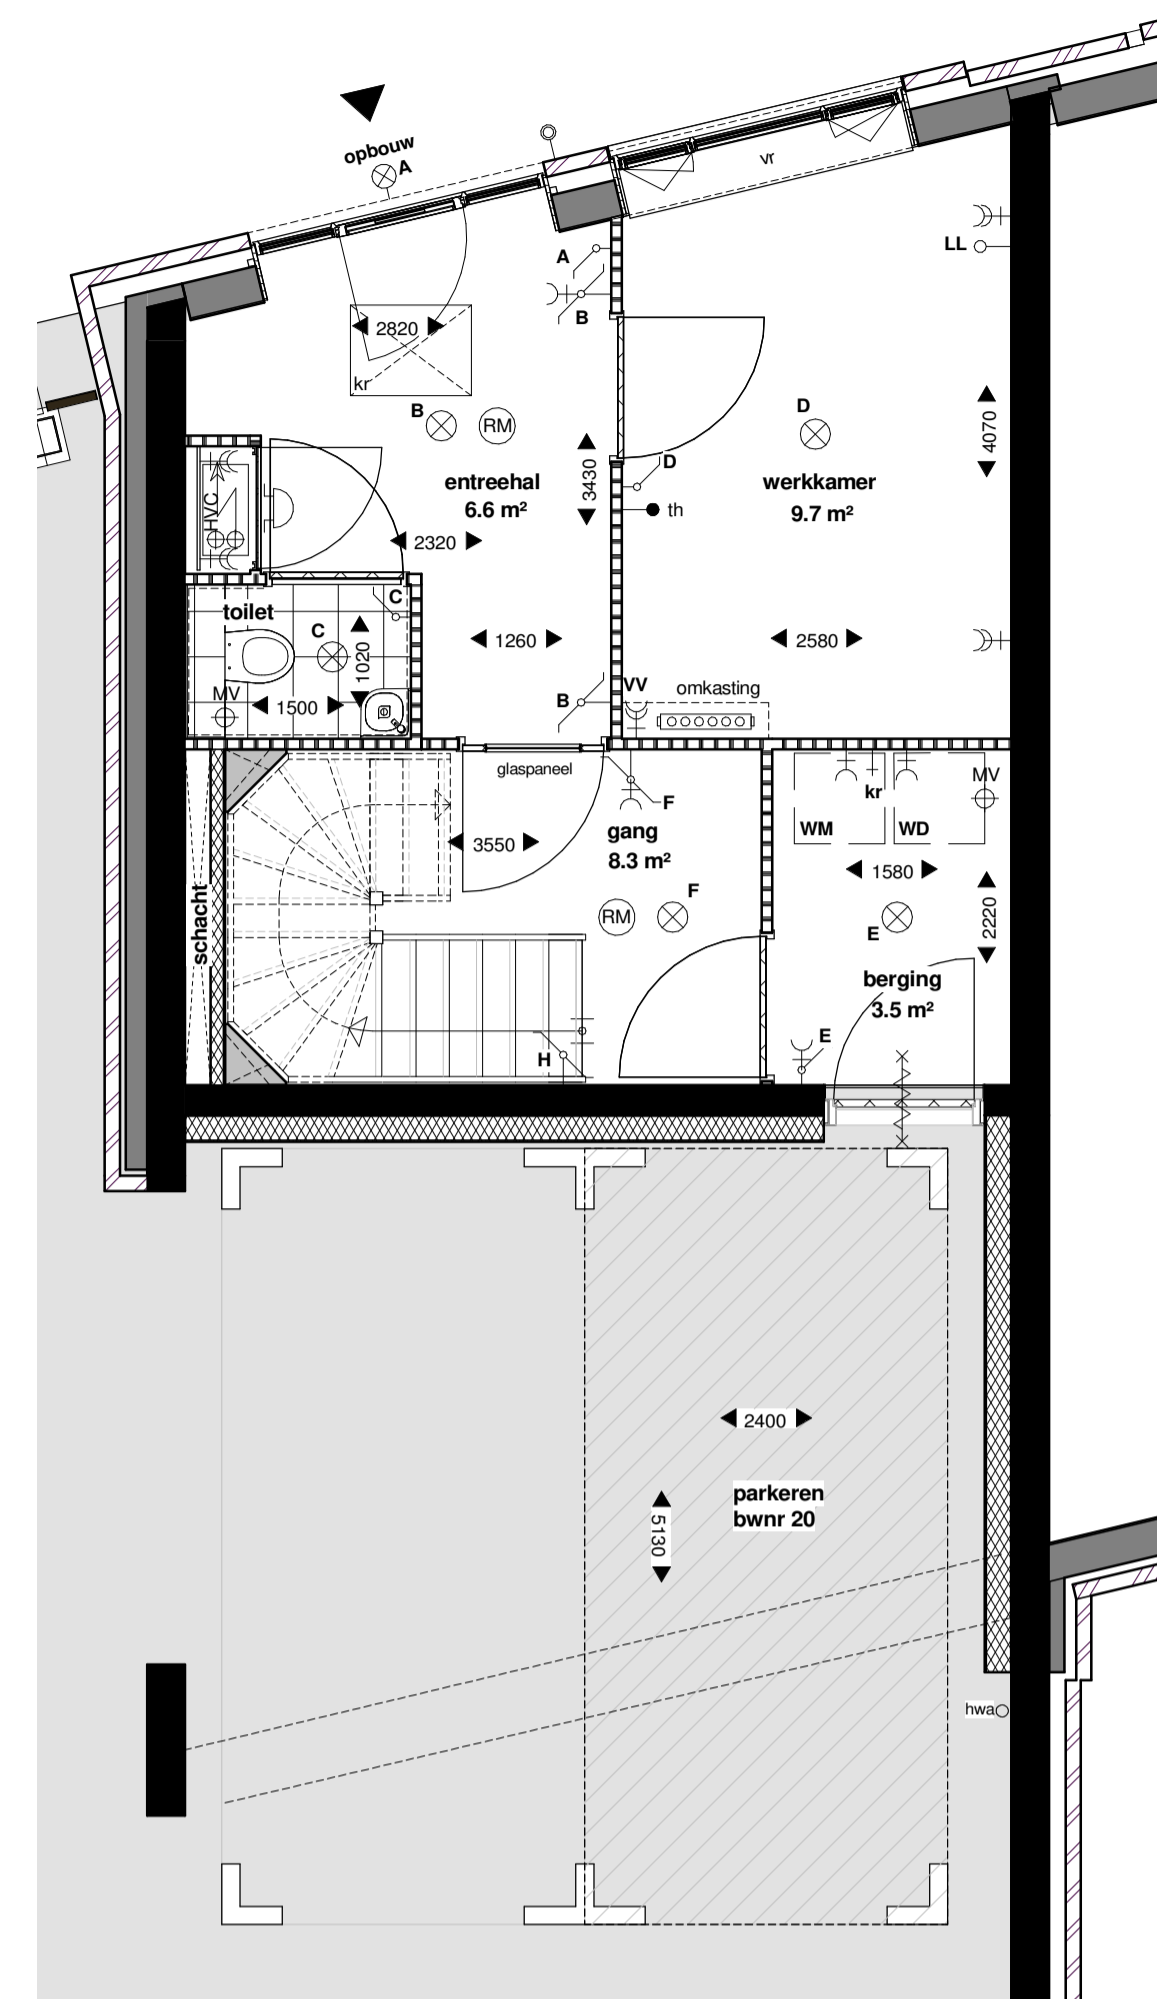 opbouw
A
vr
A
LL
B
2820
kr
B
RM
D
4070
D
3430
entreehal
6.6 m²
werkkamer
9.7 m²
HVC
th
2320
C
toilet
C
1020
1260
2580
MV
1500
B
VV
omkasting
glaspaneel
MV
kr
F
gang
8.3 m²
WM
WD
3550
1580
schacht
F
RM
2220
E
berging
3.5 m²
E
H
2400
parkeren
bwnr 20
5130
hwa